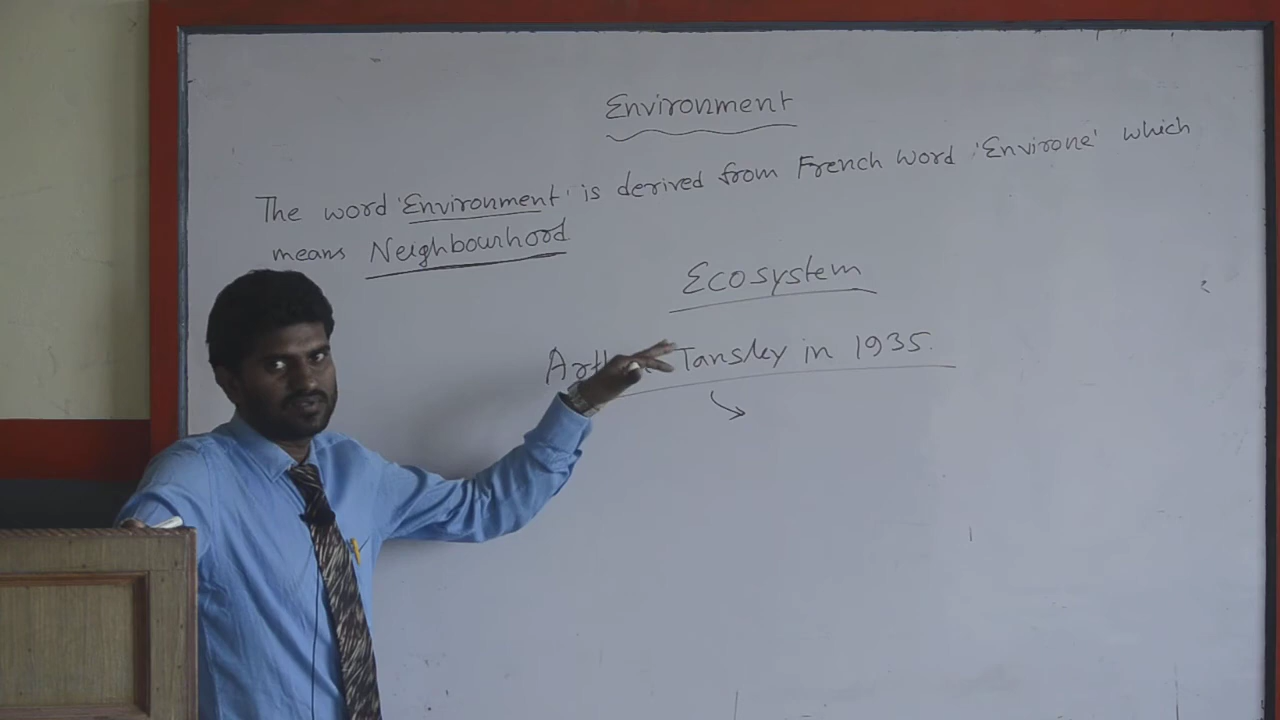 Environment
The word 'Environment' is derived from French word 'Environe' which
means Neighbourhood
Ecosystem
Tansley in 1935.